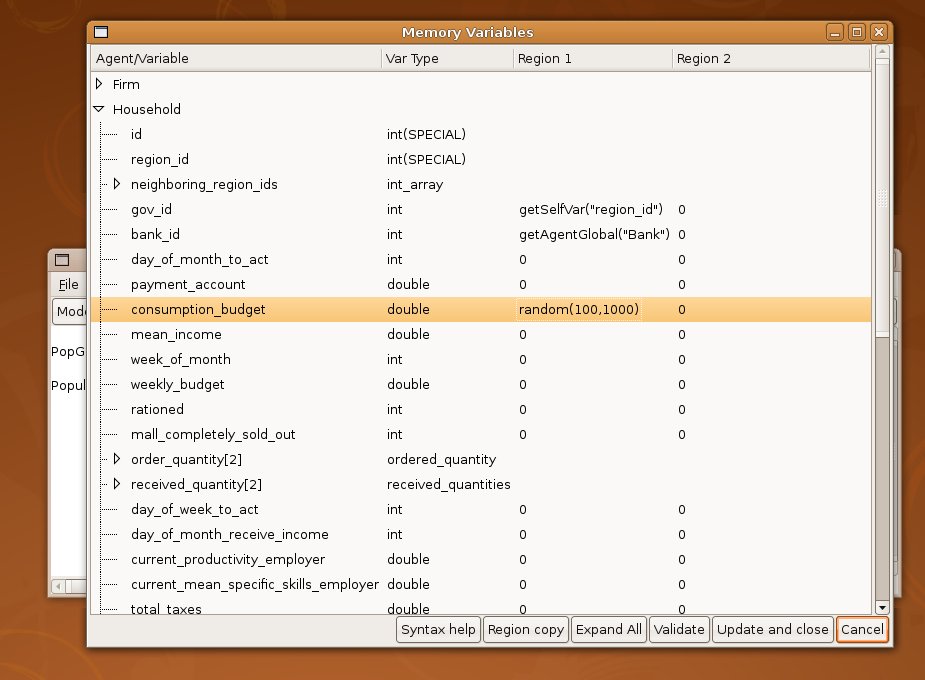 Memory Variables
Agent/Variable Var Type Region 1 Region 2
Firm
Household
id int(SPECIAL)
region_id int(SPECIAL)
neighboring_region_ids int_array
gov_id int getSelfVar("region_id") 0
bank_id int getAgentGlobal("Bank") 0
day_of_month_to_act int 0 0
payment_account double 0 0
consumption_budget double random(100,1000) 0
mean_income double 0 0
week_of_month int 0 0
weekly_budget double 0 0
rationed int 0 0
mall_completely_sold_out int 0 0
order_quantity[2] ordered_quantity
received_quantity[2] received_quantities
day_of_week_to_act int 0 0
day_of_month_receive_income int 0 0
current_productivity_employer double 0 0
current_mean_specific_skills_employer double 0 0
total_taxes double 0 0
Syntax help Region copy Expand All Validate Update and close Cancel
File
Mode
PopG
Popul